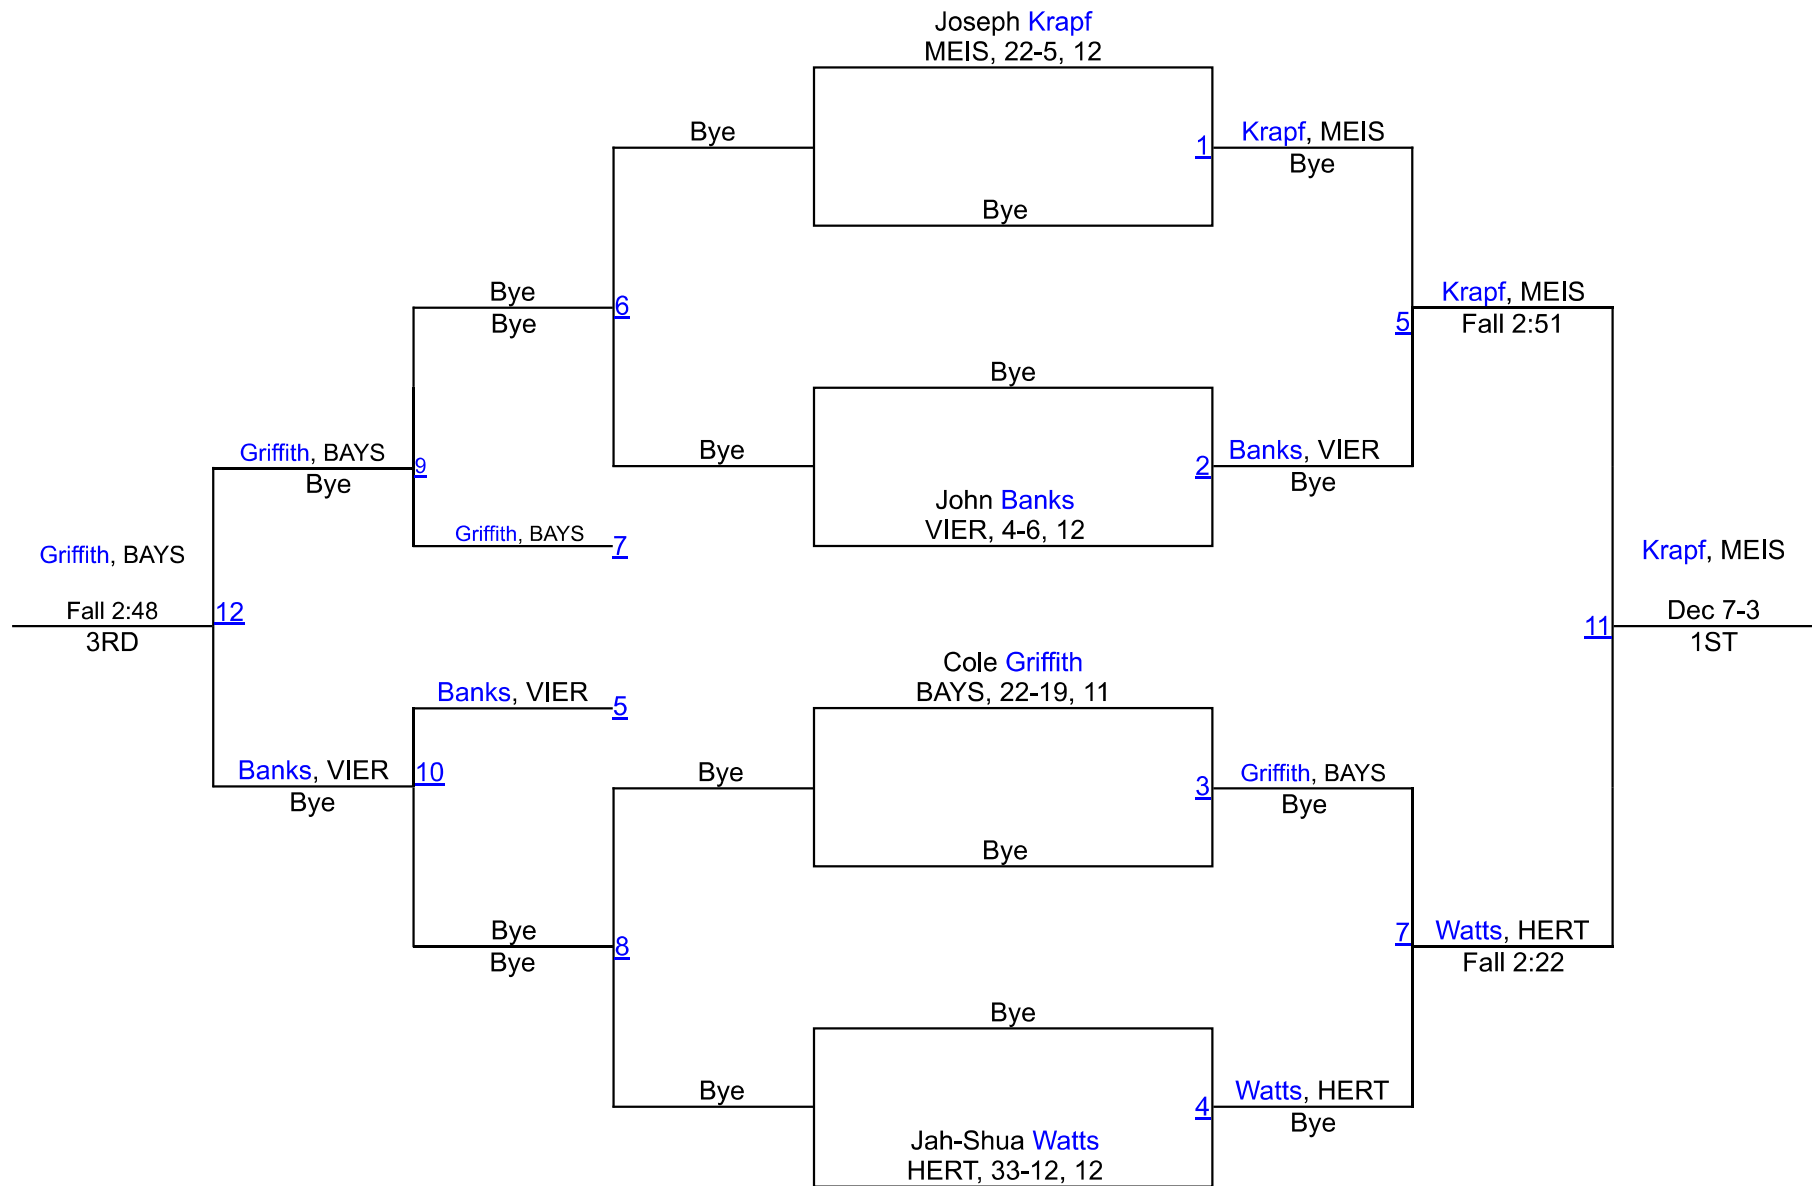 Joseph Krapf
MEIS, 22-5, 12
Bye
1
Krapf, MEIS
Bye
Bye
Bye
Bye
6
5
Krapf, MEIS
Fall 2:51
Bye
Griffith, BAYS
Bye
9
Bye
2
Banks, VIER
Bye
John Banks
VIER, 4-6, 12
Griffith, BAYS
7
Griffith, BAYS
Fall 2:48
3RD
12
Krapf, MEIS
11
Dec 7-3
1ST
Cole Griffith
BAYS, 22-19, 11
Banks, VIER
5
Banks, VIER
Bye
10
Bye
3
Griffith, BAYS
Bye
Bye
Bye
Bye
8
7
Watts, HERT
Fall 2:22
Bye
Bye
4
Watts, HERT
Bye
Jah-Shua Watts
HERT, 33-12, 12